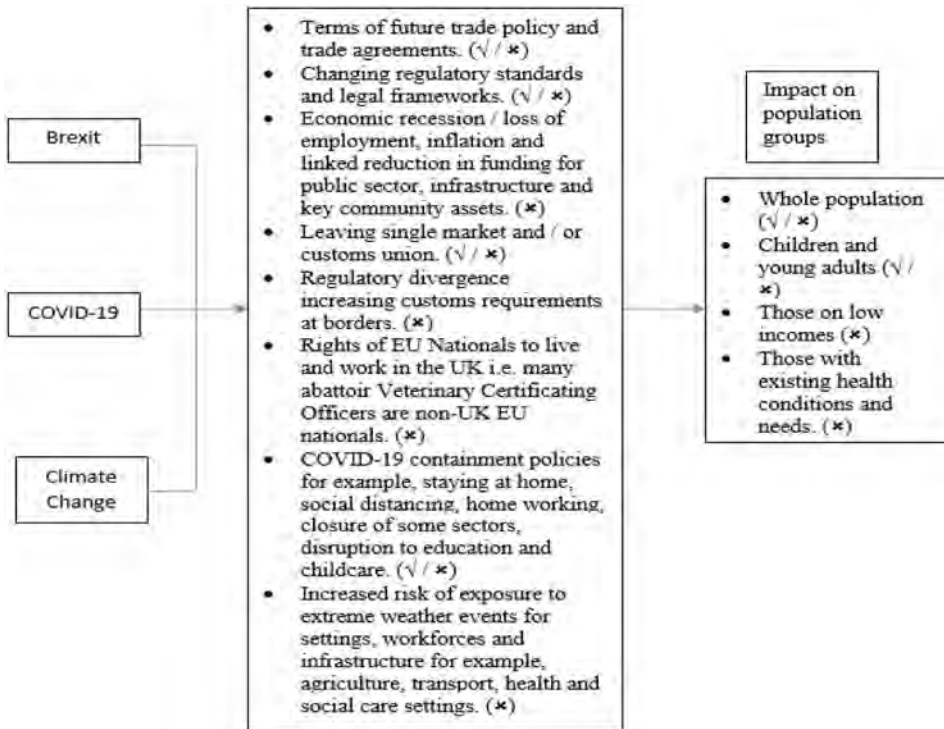 Brexit
COVID-19
Climate
Change
• Terms of future trade policy and
trade agreements. (√ / ×)
• Changing regulatory standards
and legal frameworks. (√ / ×)
• Economic recession / loss of
employment, inflation and
linked reduction in funding for
public sector, infrastructure and
key community assets. (×)
• Leaving single market and / or
customs union. (√ / ×)
• Regulatory divergence
increasing customs requirements
at borders. (×)
• Rights of EU Nationals to live
and work in the UK i.e. many
abattoir Veterinary Certificating
Officers are non-UK EU
nationals. (×)
• COVID-19 containment policies
for example, staying at home,
social distancing, home working,
closure of some sectors,
disruption to education and
childcare. (√ / ×)
• Increased risk of exposure to
extreme weather events for
settings, workforces and
infrastructure for example,
agriculture, transport, health and
social care settings. (×)
Impact on
population
groups
• Whole population
(√ / ×)
• Children and
young adults (√ /
×)
• Those on low
incomes (×)
• Those with
existing health
conditions and
needs. (×)